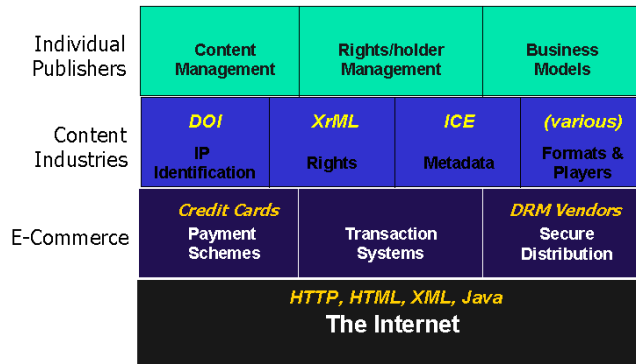 Individual
Publishers
Content
Management
Rights/holder
Management
Business
Models
Content
Industries
DOI
IP
Identification
XrML
Rights
ICE
Metadata
(various)
Formats &
Players
E-Commerce
Credit Cards
Payment
Schemes
Transaction
Systems
DRM Vendors
Secure
Distribution
HTTP, HTML, XML, Java
The Internet